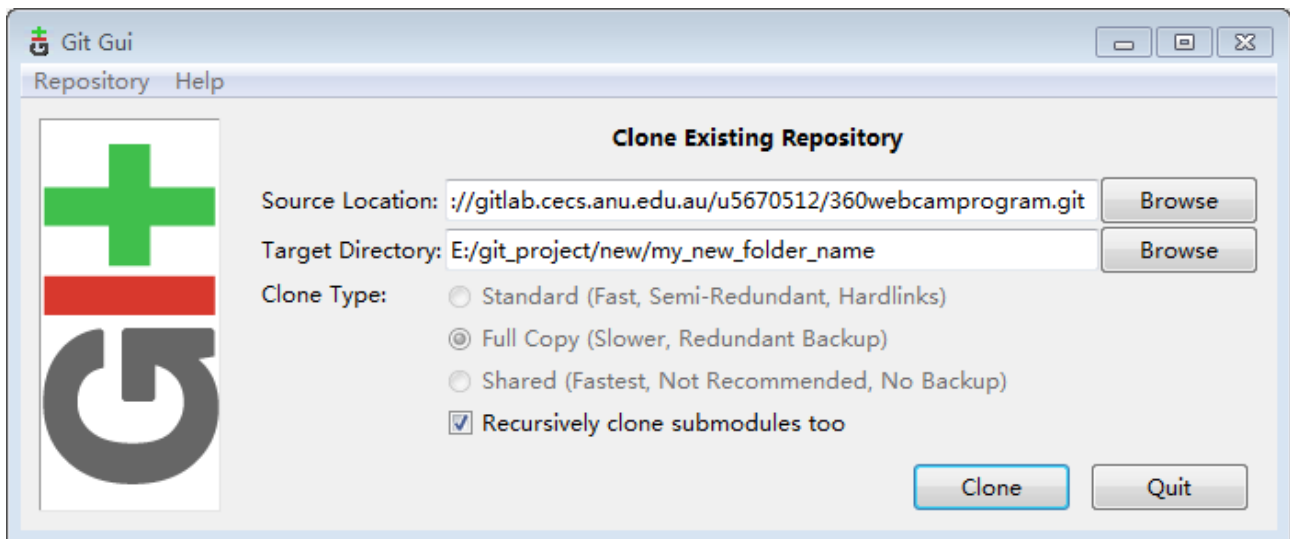 Git Gui
Repository Help
Clone Existing Repository
Source Location: ://gitlab.cecs.anu.edu.au/u5670512/360webcamprogram.git Browse
Target Directory: E:/git_project/new/my_new_folder_name Browse
Clone Type: Standard (Fast, Semi-Redundant, Hardlinks)
Full Copy (Slower, Redundant Backup)
Shared (Fastest, Not Recommended, No Backup)
Recursively clone submodules too
Clone Quit